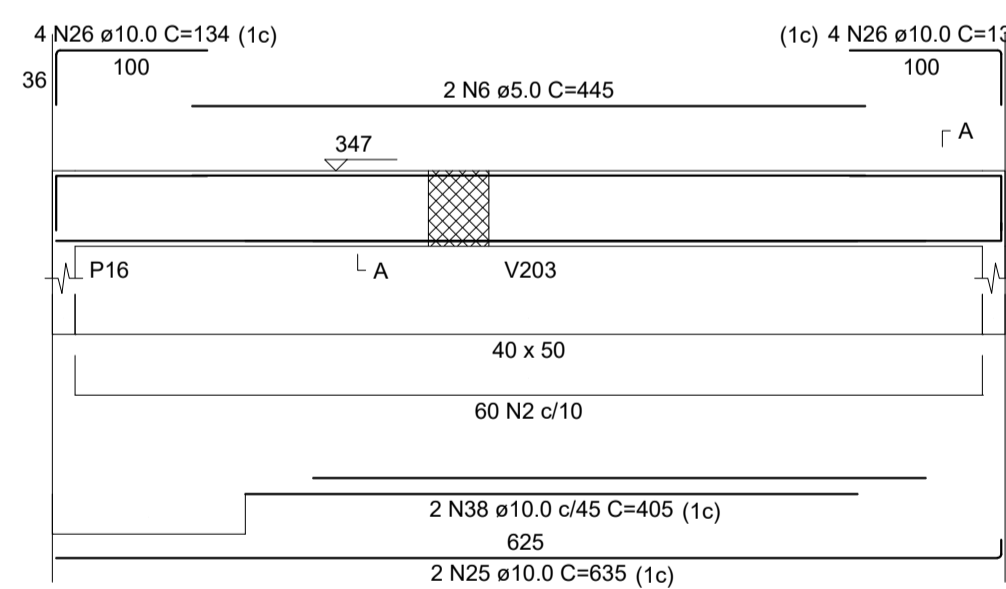 4 N26 ø10.0 C=134 (1c)
(1c) 4 N26 ø10.0 C=13
36
100
100
2 N6 ø5.0 C=445
A
347
P16
A
V203
40 x 50
60 N2 c/10
2 N38 ø10.0 c/45 C=405 (1c)
625
2 N25 ø10.0 C=635 (1c)